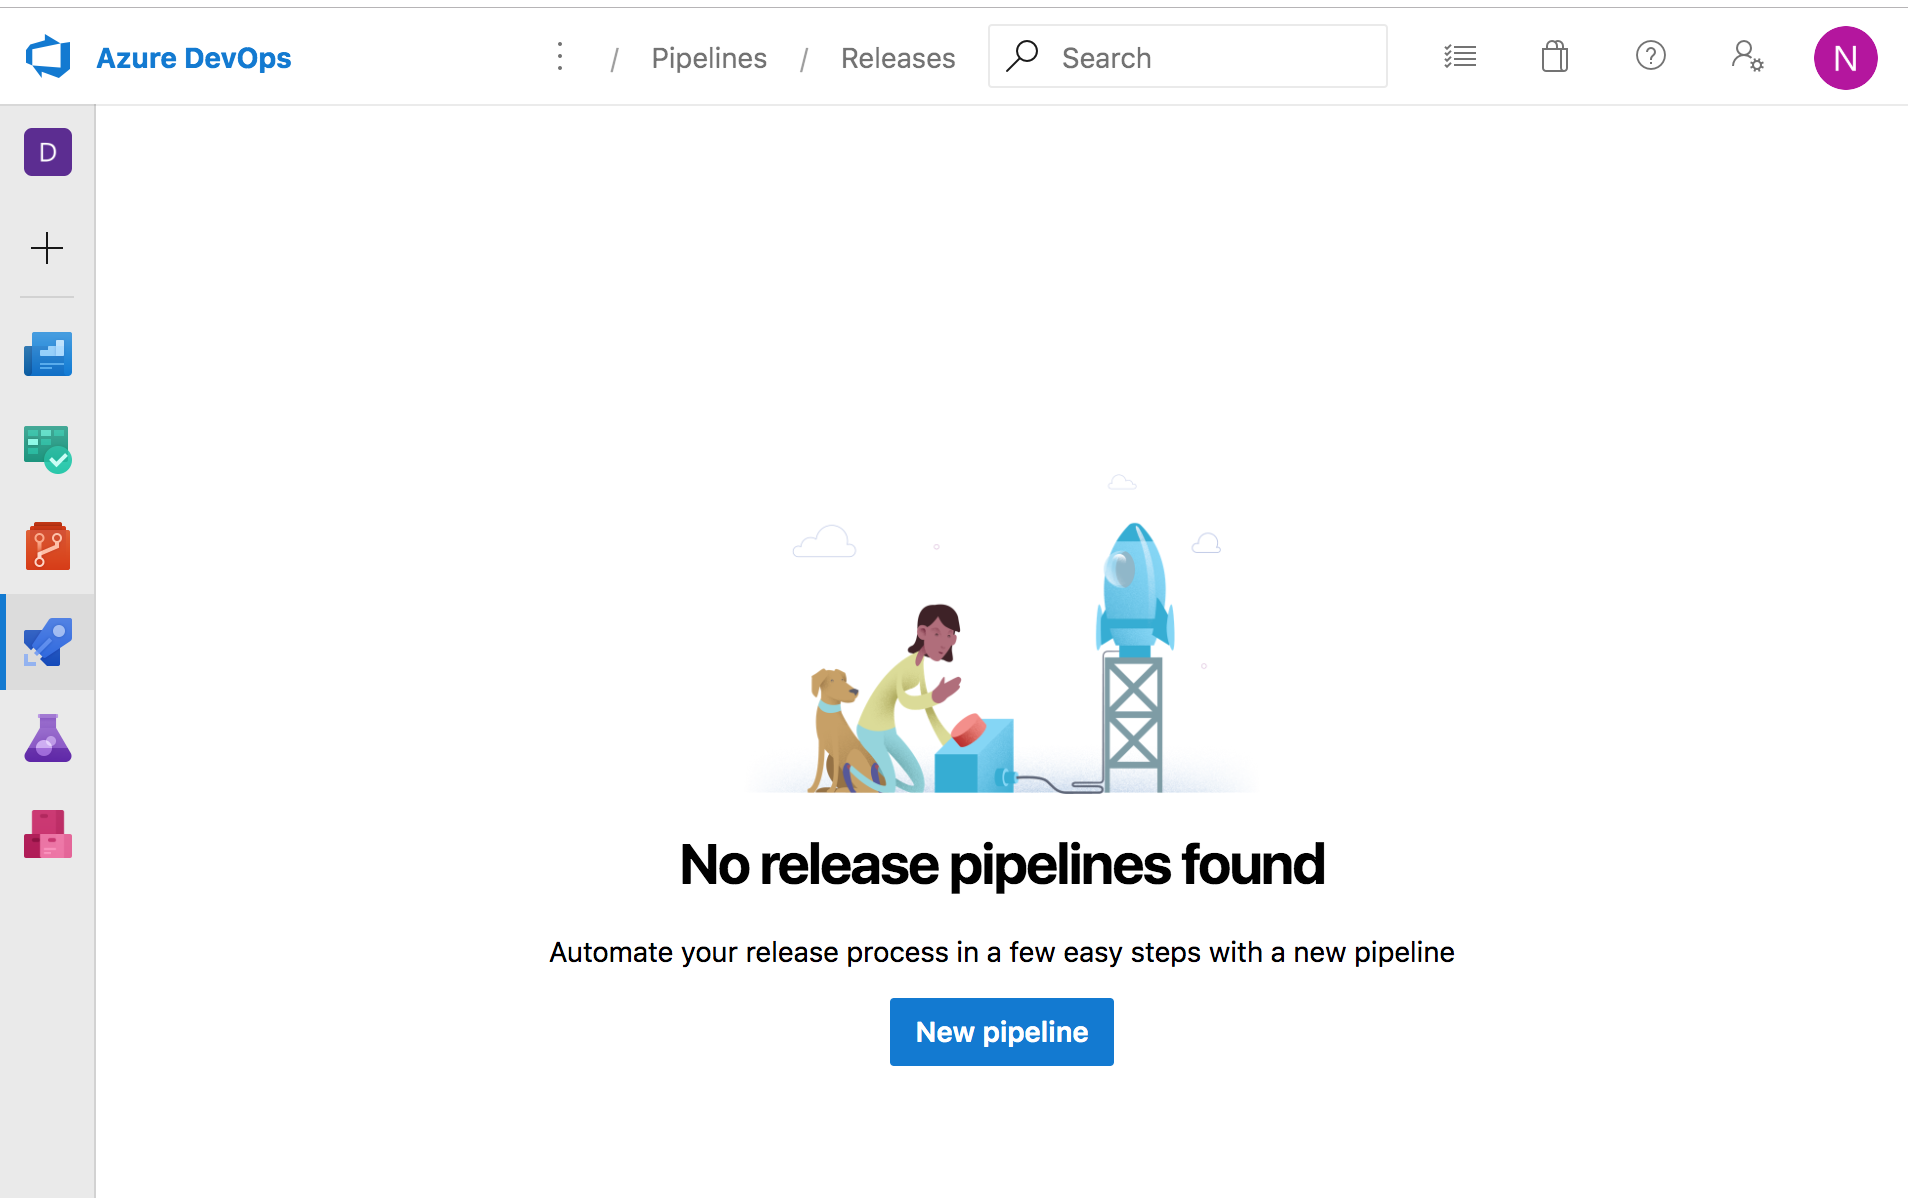 Azure DevOps / Pipelines / Releases Search N
D
No release pipelines found
Automate your release process in a few easy steps with a new pipeline
New pipeline